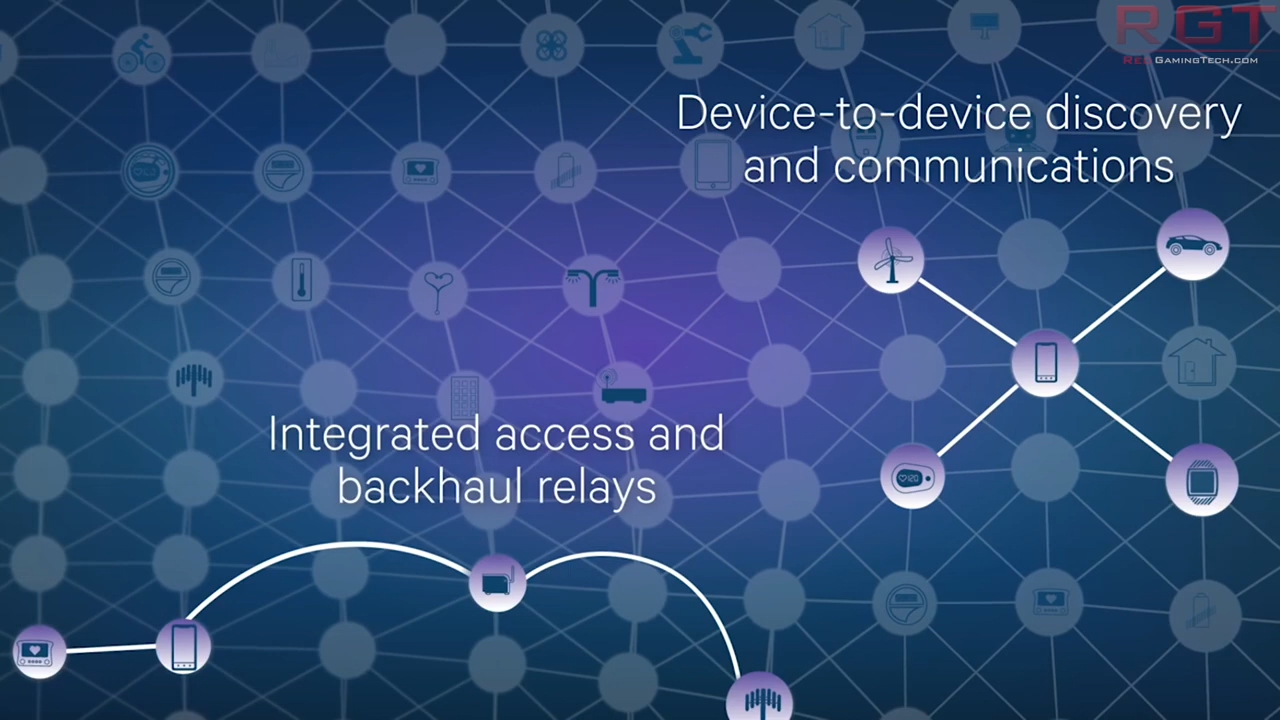 RGT
REDGAMINGTECH.COM
Device-to-device discovery
and communications
Integrated access and
backhaul relays